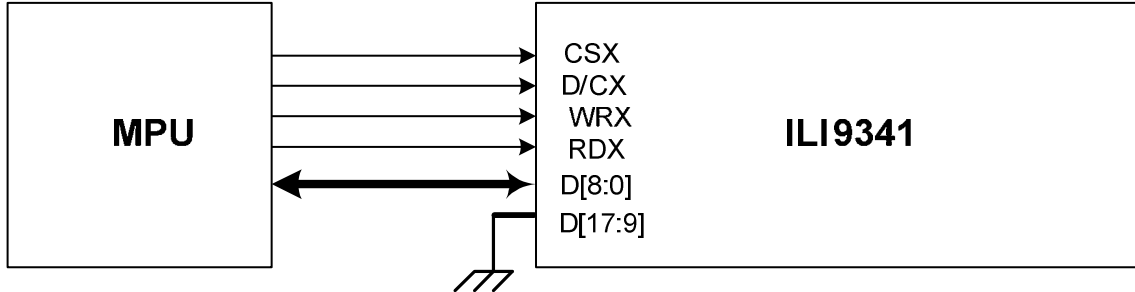 MPU
CSX
D/CX
WRX
RDX
D[8:0]
D[17:9]
ILI9341